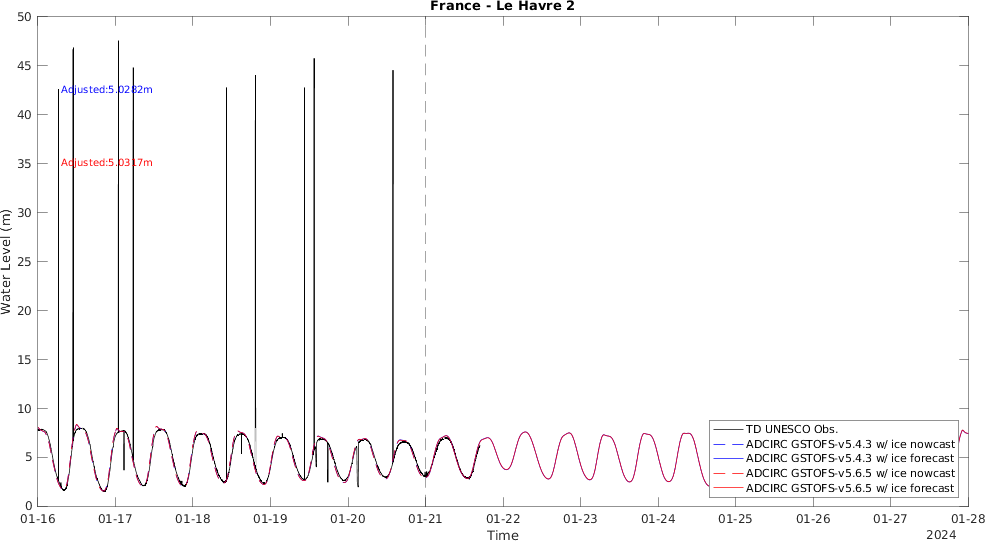 France - Le Havre 2
50
45
40
35
30
25
20
15
10
5
0
Water Level (m)
Adjusted:5.0282m
Adjusted:5.0317m
TD UNESCO Obs.
ADCIRC GSTOFS-v5.4.3 w/ ice nowcast
ADCIRC GSTOFS-v5.4.3 w/ ice forecast
ADCIRC GSTOFS-v5.6.5 w/ ice nowcast
ADCIRC GSTOFS-v5.6.5 w/ ice forecast
01-16 01-17 01-18 01-19 01-20 01-21 01-22 01-23 01-24 01-25 01-26 01-27 01-28
Time
2024